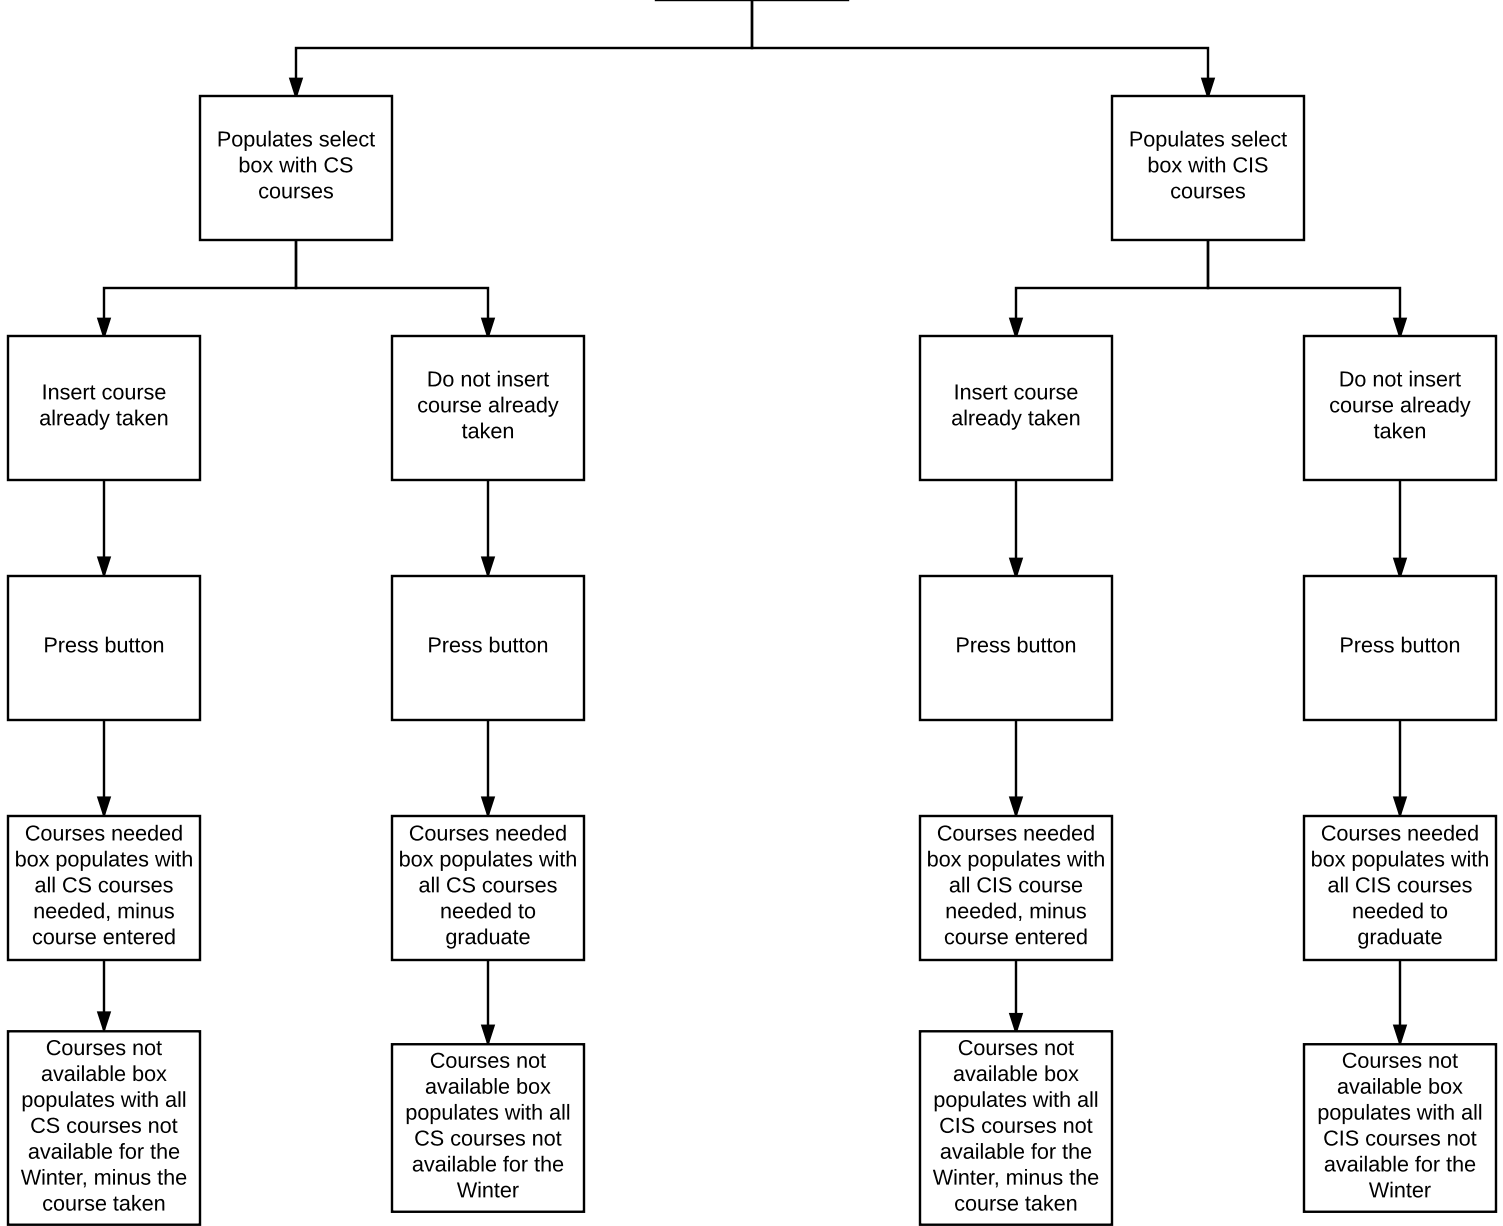 Populates select
box with CS
courses
Populates select
box with CIS
courses
Insert course
already taken
Do not insert
course already
taken
Insert course
already taken
Do not insert
course already
taken
Press button
Press button
Press button
Press button
Courses needed
box populates with
all CS courses
needed, minus
course entered
Courses needed
box populates with
all CS courses
needed to
graduate
Courses needed
box populates with
all CIS course
needed, minus
course entered
Courses needed
box populates with
all CIS courses
needed to
graduate
Courses not
available box
populates with all
CS courses not
available for the
Winter, minus the
course taken
Courses not
available box
populates with all
CS courses not
available for the
Winter
Courses not
available box
populates with all
CIS courses not
available for the
Winter, minus the
course taken
Courses not
available box
populates with all
CIS courses not
available for the
Winter